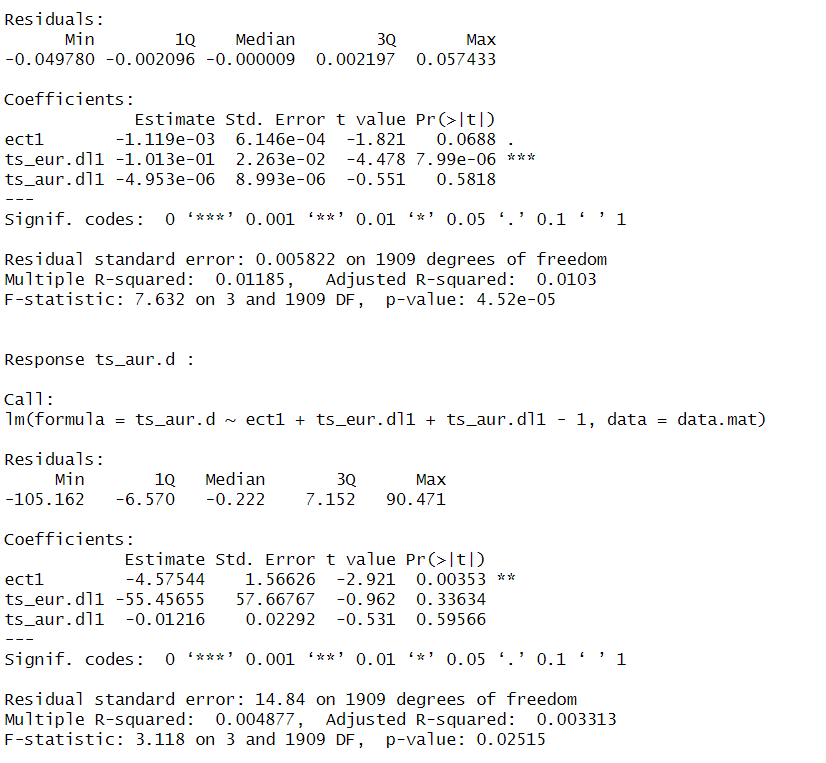 Residuals:
      Min        1Q    Median        3Q       Max
-0.049780 -0.002096 -0.000009  0.002197  0.057433
Coefficients:
             Estimate Std. Error t value Pr(>|t|)
ect1       -1.119e-03  6.146e-04  -1.821   0.0688 .
ts_eur.dl1 -1.013e-01  2.263e-02  -4.478 7.99e-06 ***
ts_aur.dl1 -4.953e-06  8.993e-06  -0.551   0.5818
---
Signif. codes:  0 ‘***’ 0.001 ‘**’ 0.01 ‘*’ 0.05 ‘.’ 0.1 ‘ ’ 1
Residual standard error: 0.005822 on 1909 degrees of freedom
Multiple R-squared:  0.01185,   Adjusted R-squared:  0.0103
F-statistic: 7.632 on 3 and 1909 DF,  p-value: 4.52e-05
Response ts_aur.d :
Call:
lm(formula = ts_aur.d ~ ect1 + ts_eur.dl1 + ts_aur.dl1 - 1, data = data.mat)
Residuals:
     Min       1Q   Median       3Q      Max
-105.162   -6.570   -0.222    7.152   90.471
Coefficients:
            Estimate Std. Error t value Pr(>|t|)
ect1        -4.57544    1.56626  -2.921  0.00353 **
ts_eur.dl1 -55.45655   57.66767  -0.962  0.33634
ts_aur.dl1  -0.01216    0.02292  -0.531  0.59566
---
Signif. codes:  0 ‘***’ 0.001 ‘**’ 0.01 ‘*’ 0.05 ‘.’ 0.1 ‘ ’ 1
Residual standard error: 14.84 on 1909 degrees of freedom
Multiple R-squared:  0.004877,  Adjusted R-squared:  0.003313
F-statistic: 3.118 on 3 and 1909 DF,  p-value: 0.02515